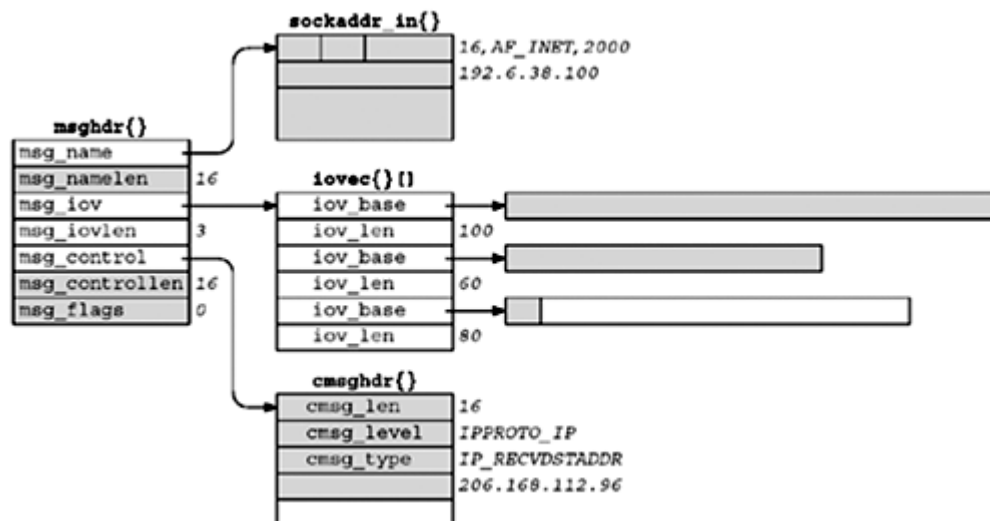 sockaddr_in{}
16,AF_INET,2000
192.6.38.100
msghdr{}
msg_name
msg_namelen 16
msg_iov
msg_iovlen 3
msg_control
msg_controllen 16
msg_flags 0
iovec{}[]
iov_base
iov_len 100
iov_base
iov_len 60
iov_base
iov_len 80
cmsghdr{}
cmsg_len 16
cmsg_level IPPROTO_IP
cmsg_type IP_RECVDSTADDR
206.168.112.96